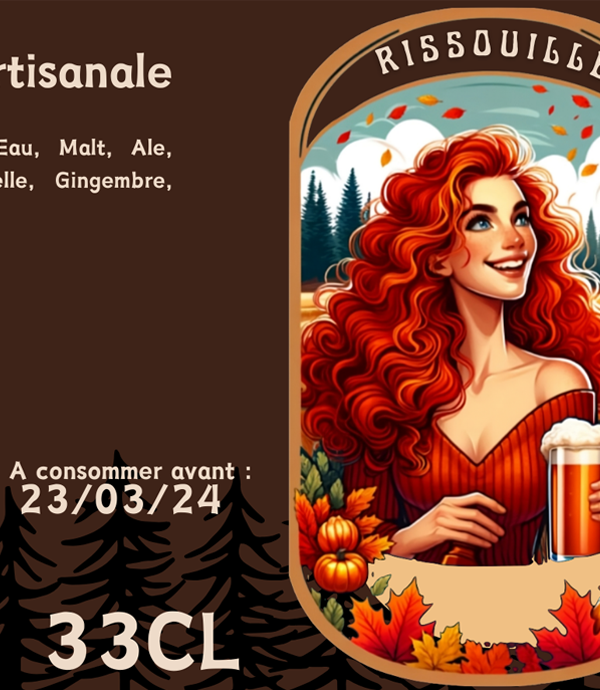 rtisanale
Eau, Malt, Ale,
elle, Gingembre,
A consommer avant :
23/03/24
33CL
RISSOUILLE